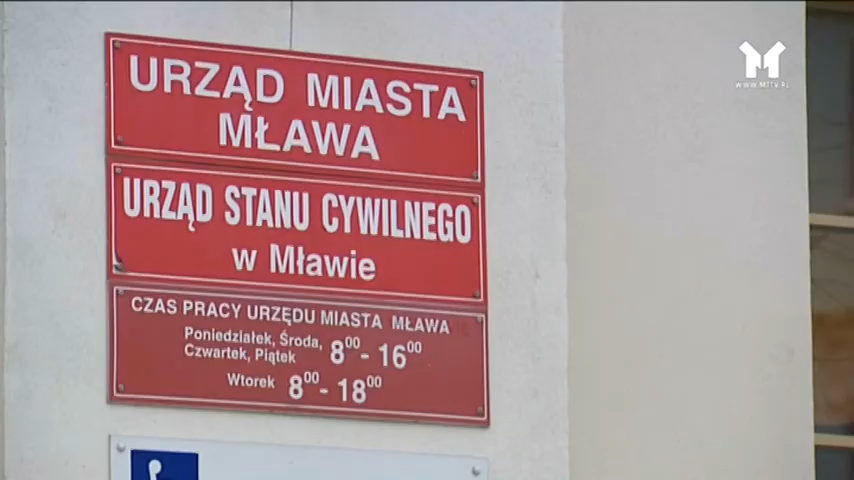 URZĄD MIASTA
MŁAWA
URZĄD STANU CYWILNEGO
w Mławie
CZAS PRACY URZĘDU MIASTA MŁAWA
Poniedziałek, Środa,
Czwartek, Piątek
8⁰⁰ - 16⁰⁰
Wtorek 8⁰⁰ - 18⁰⁰
WWW.M1TV.PL